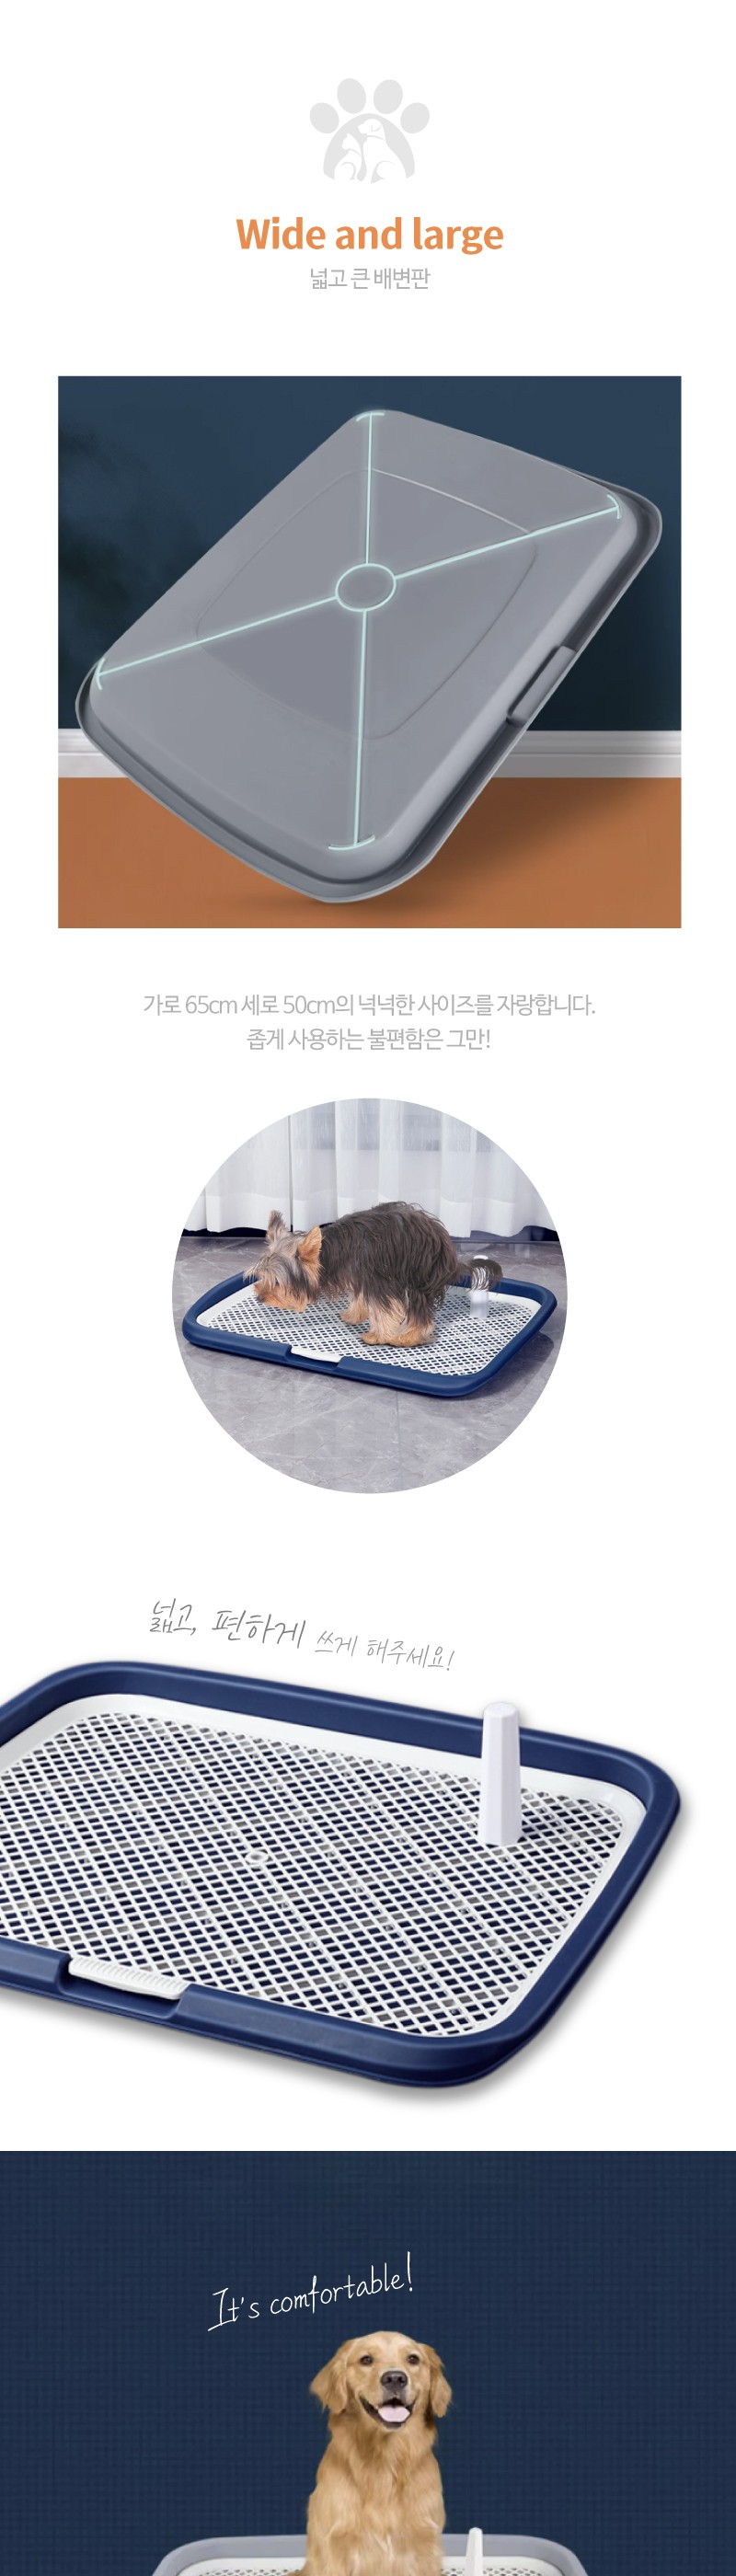 Wide and large
넓고 큰 배변판
가로 65cm 세로 50cm의 넉넉한 사이즈를 자랑합니다.
좁게 사용하는 불편함은 그만!
넓고, 편하게 쓰게 해주세요!
It's comfortable!